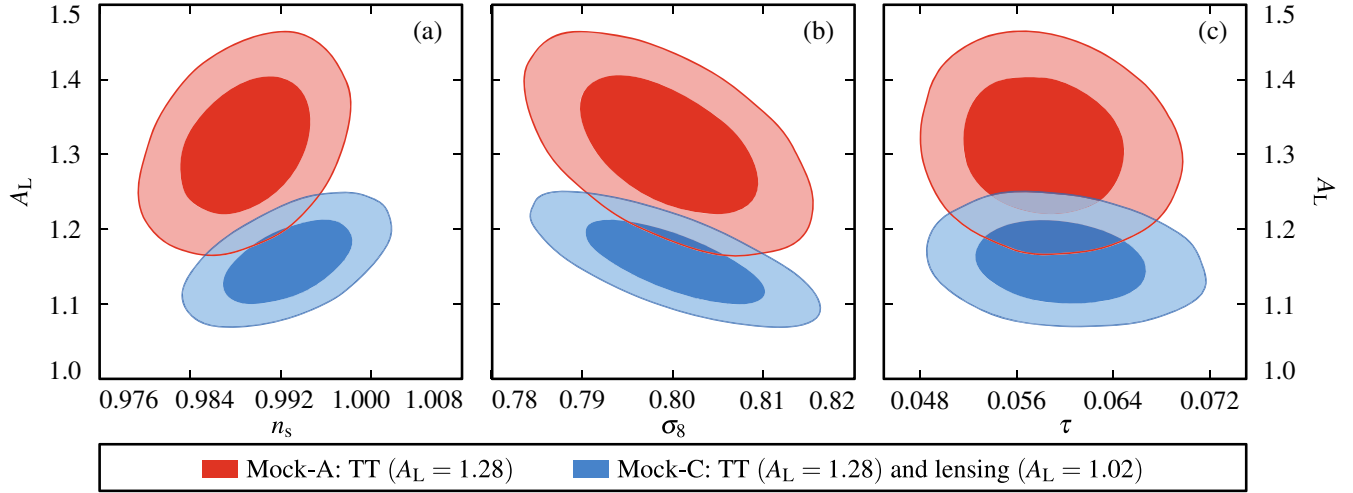 (a)
(b)
(c)
1.5
1.4
1.3
1.2
1.1
1.0
A_L
1.5
1.4
1.3
1.2
1.1
1.0
A_L
0.976 0.984 0.992 1.000 1.008
0.78 0.79 0.80 0.81 0.82
0.048 0.056 0.064 0.072
n_s
σ_8
τ
Mock-A: TT (A_L = 1.28)
Mock-C: TT (A_L = 1.28) and lensing (A_L = 1.02)